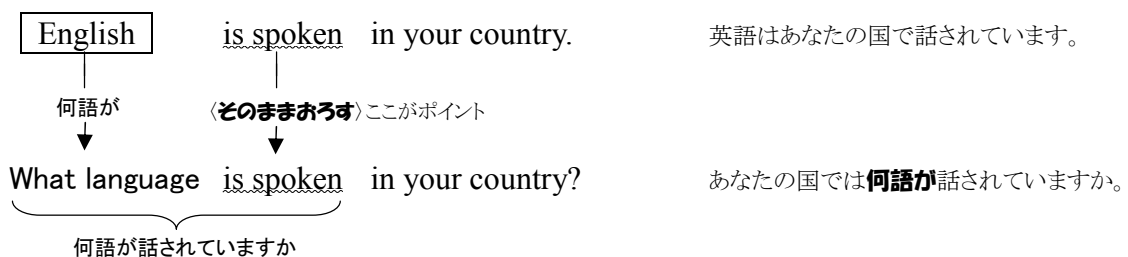 English is spoken in your country. 英語はあなたの国で話されています。
何語が 〈そのままおろす〉ここがポイント
What language is spoken in your country? あなたの国では何語が話されていますか。
何語が話されていますか